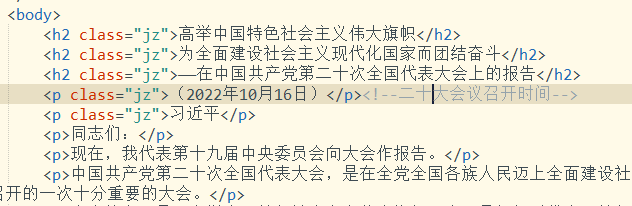 <body>
<h2 class="jz">高举中国特色社会主义伟大旗帜</h2>
<h2 class="jz">为全面建设社会主义现代化国家而团结奋斗</h2>
<h2 class="jz">——在中国共产党第二十次全国代表大会上的报告</h2>
<p class="jz">（2022年10月16日）</p><!--二十大会议召开时间-->
<p class="jz">习近平</p>
<p>同志们：</p>
<p>现在，我代表第十九届中央委员会向大会作报告。</p>
<p>中国共产党第二十次全国代表大会，是在全党全国各族人民迈上全面建设社
召开的一次十分重要的大会。</p>